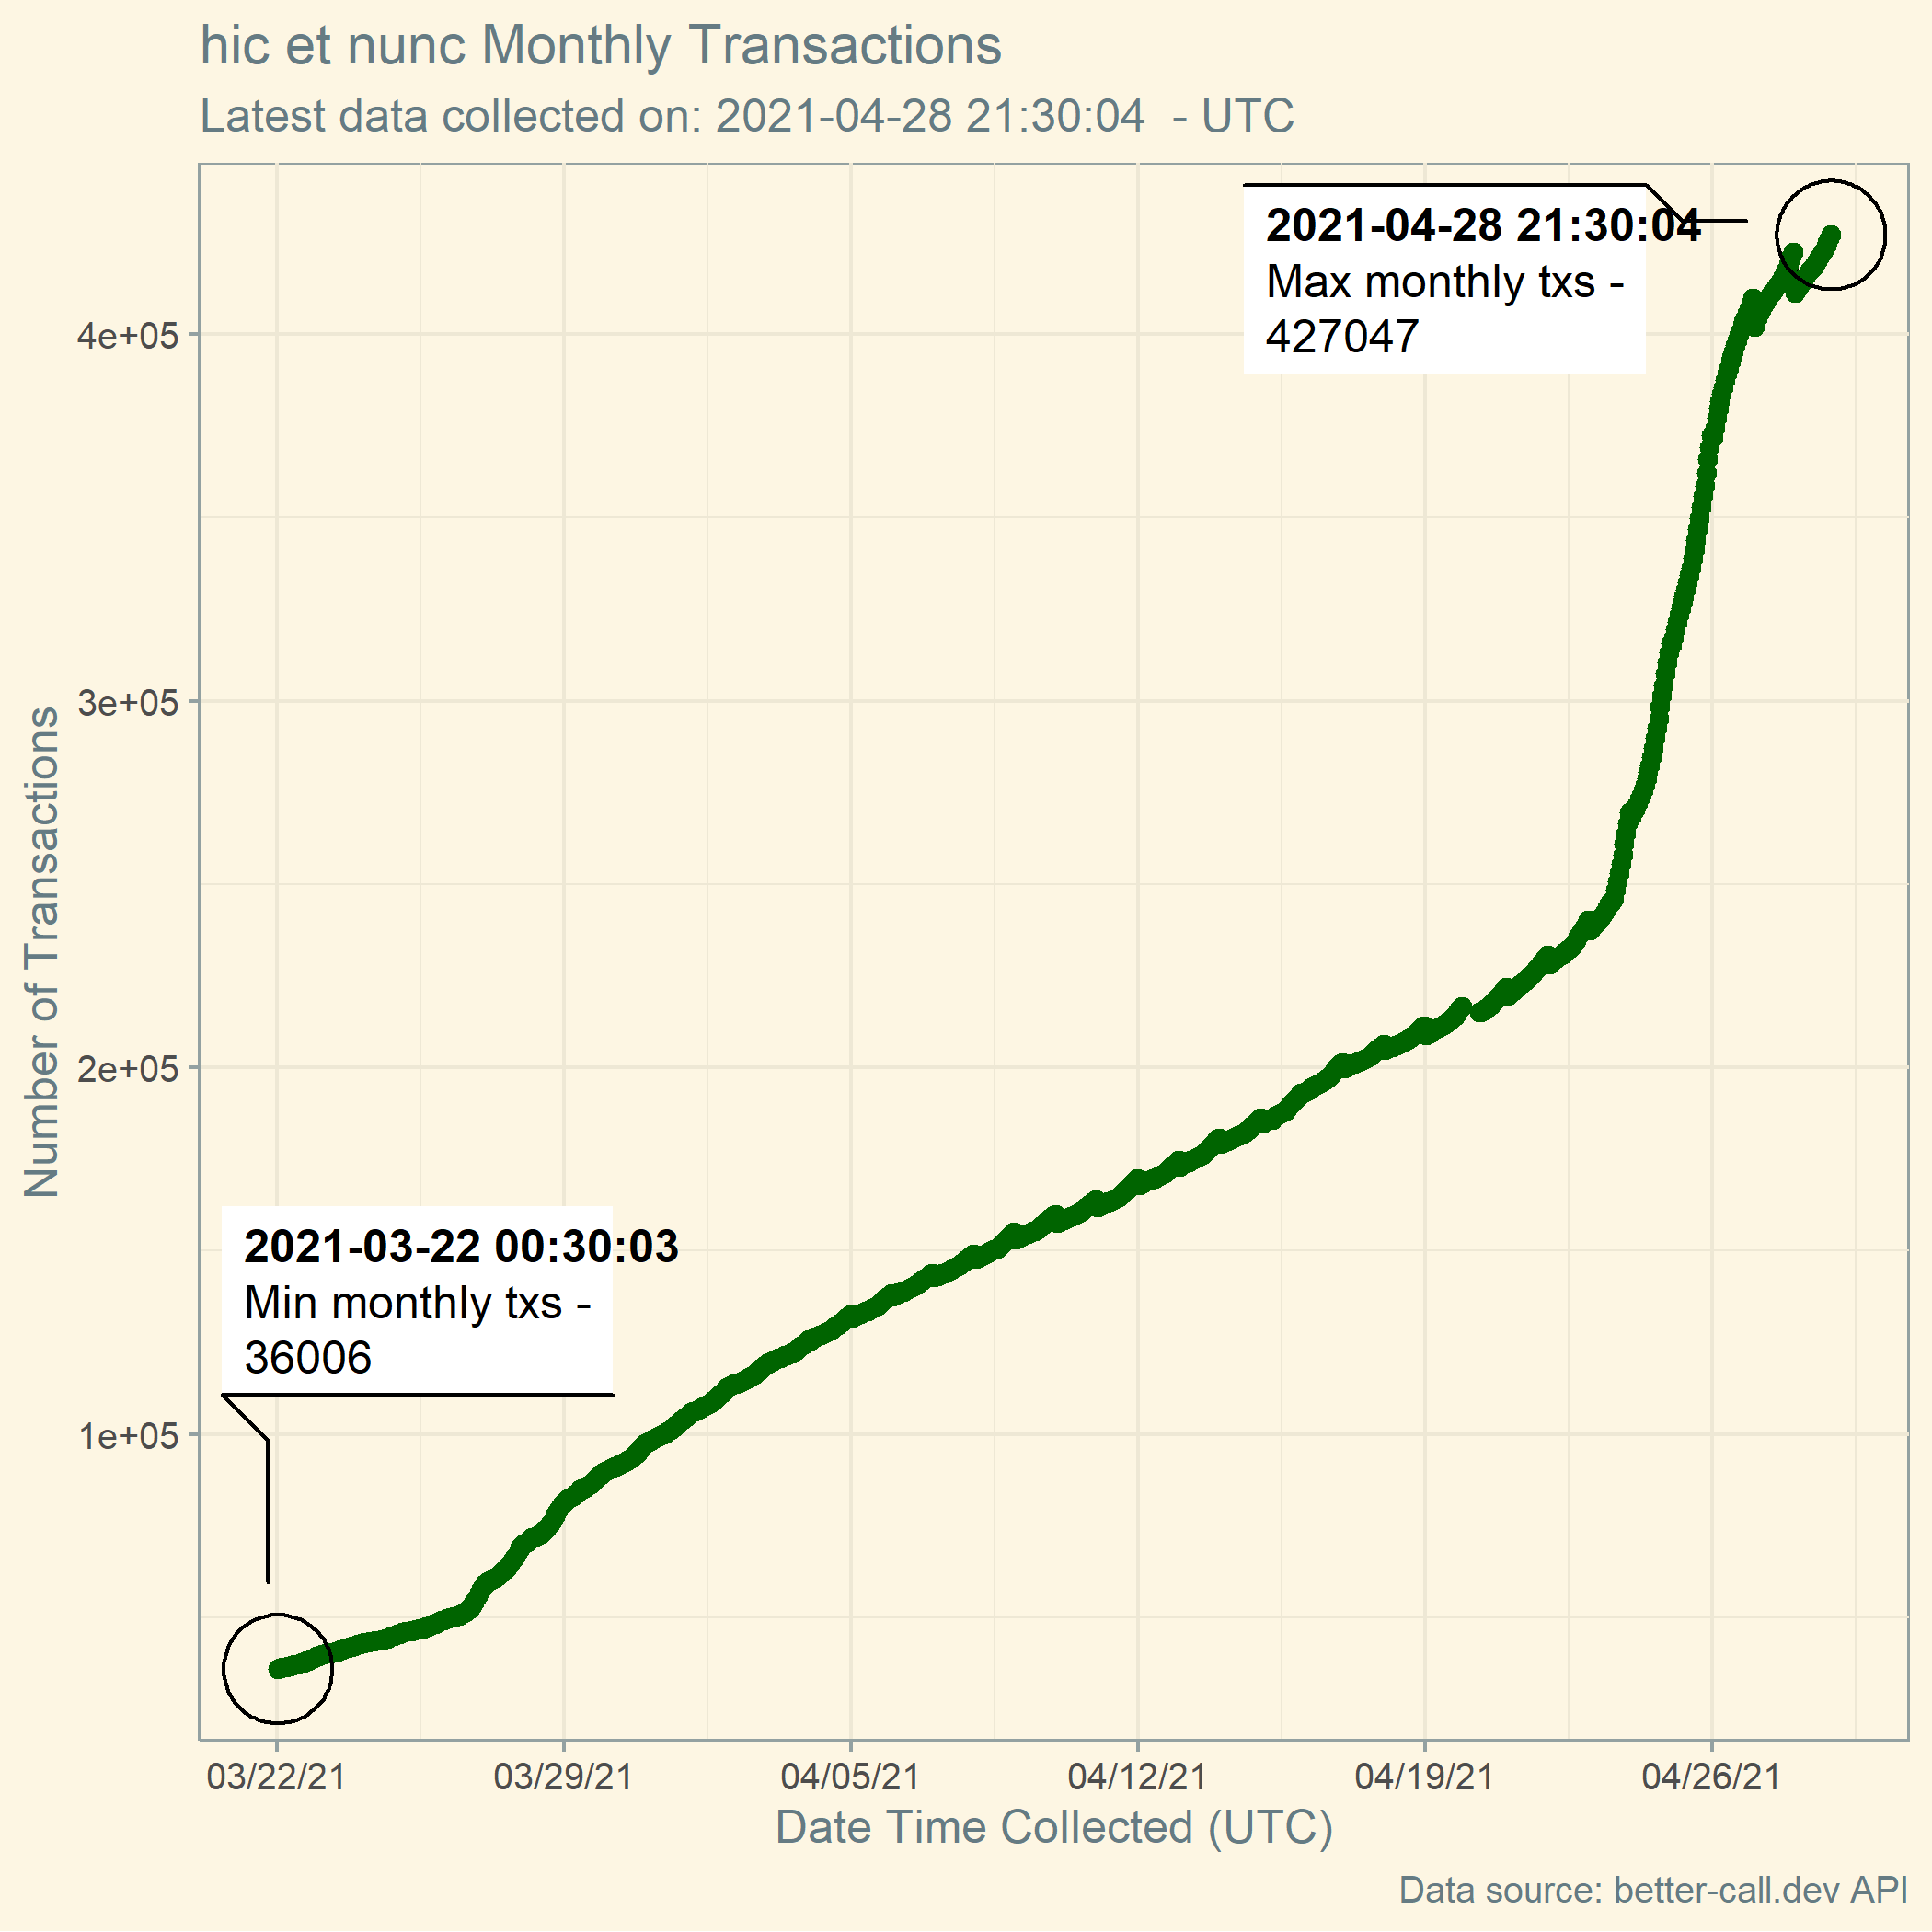 hic et nunc Monthly Transactions
Latest data collected on: 2021-04-28 21:30:04  - UTC
2021-04-28 21:30:04
Max monthly txs -
427047
4e+05
3e+05
2e+05
1e+05
Number of Transactions
2021-03-22 00:30:03
Min monthly txs -
36006
03/22/21
03/29/21
04/05/21
04/12/21
04/19/21
04/26/21
Date Time Collected (UTC)
Data source: better-call.dev API